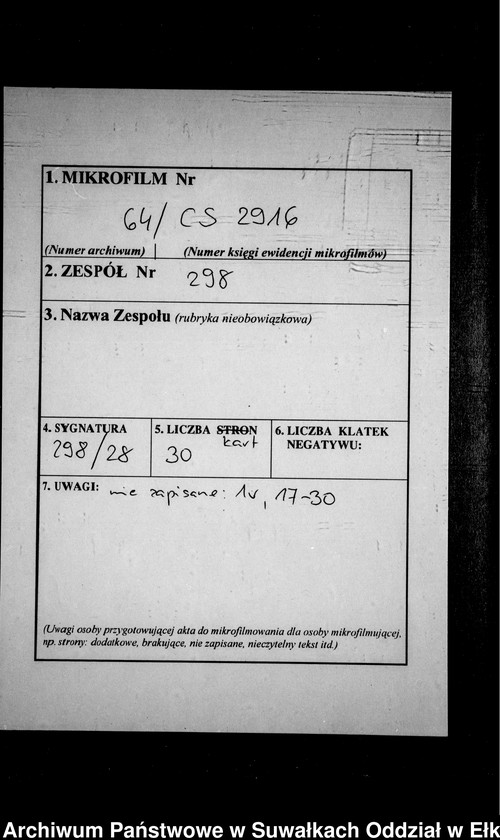 1. MIKROFILM Nr
64/ CS 2916
(Numer archiwum) (Numer księgi ewidencji mikrofilmów)
2. ZESPÓŁ Nr 298
3. Nazwa Zespołu (rubryka nieobowiązkowa)
4. SYGNATURA
298/28
5. LICZBA STRON
kart
30
6. LICZBA KLATEK
NEGATYWU:
7. UWAGI: nie zapisane: 1v, 17-30
(Uwagi osoby przygotowującej akta do mikrofilmowania dla osoby mikrofilmującej,
np. strony: dodatkowe, brakujące, nie zapisane, nieczytelny tekst itd.)
Archiwum Państwowe w Suwałkach Oddział w Ełk